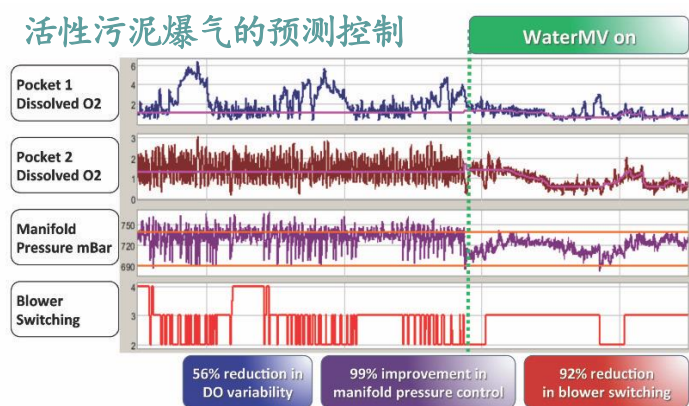 活性污泥爆气的预测控制
WaterMV on
Pocket 1
Dissolved O2
6
4
2
Pocket 2
Dissolved O2
3
2
1
0
Manifold
Pressure mBar
750
720
690
Blower
Switching
4
3
2
56% reduction in
DO variability
99% improvement in
manifold pressure control
92% reduction
in blower switching